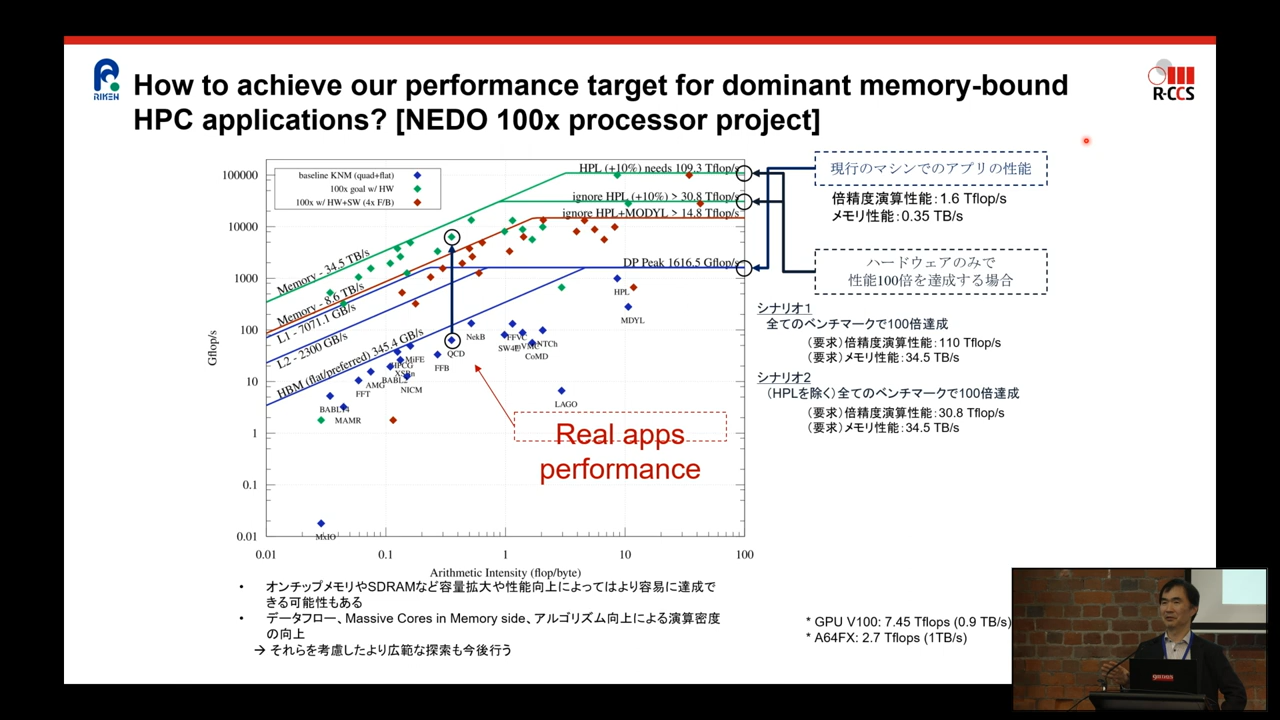 RIKEN
How to achieve our performance target for dominant memory-bound
HPC applications? [NEDO 100x processor project]
R-CCS
baseline KNM (quad+flat)
100x goal w/ HW
100x w/ HW+SW (4x F/B)
HPL (+10%) needs 109.3 Tflop/s
ignore HPL (+10%) > 30.8 Tflop/s
ignore HPL+MODYL > 14.8 Tflop/s
DP Peak 1616.5 Gflop/s
Memory - 34.5 TB/s
Memory - 8.6 TB/s
L1 - 7071.1 GB/s
L2 - 2300 GB/s
HBM (flat/preferred) 345.4 GB/s
100000
10000
1000
100
10
1
0.1
0.01
Gflop/s
HPL
MDYL
NekB
QCD
FFVC
NTCh
CoMD
MiFE
HPCG
FFB
BABL2
AMG
NICM
FFT
LAGO
MAMR
Real apps
performance
0.01
0.1
1
10
100
Arithmetic Intensity (flop/byte)
現行のマシンでのアプリの性能
倍精度演算性能：1.6 Tflop/s
メモリ性能：0.35 TB/s
ハードウェアのみで
性能100倍を達成する場合
シナリオ1
全てのベンチマークで100倍達成
（要求）倍精度演算性能：110 Tflop/s
（要求）メモリ性能：34.5 TB/s
シナリオ2
（HPLを除く）全てのベンチマークで100倍達成
（要求）倍精度演算性能：30.8 Tflop/s
（要求）メモリ性能：34.5 TB/s
• オンチップメモリやSDRAMなど容量拡大や性能向上によってはより容易に達成で
きる可能性もある
• データフロー、Massive Cores in Memory side、アルゴリズム向上による演算密度
の向上
→ それらを考慮したより広範な探索も今後行う
* GPU V100: 7.45 Tflops (0.9 TB/s)
* A64FX: 2.7 Tflops (1TB/s)